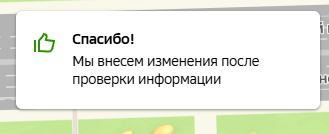 Спасибо!
Мы внесем изменения после
проверки информации